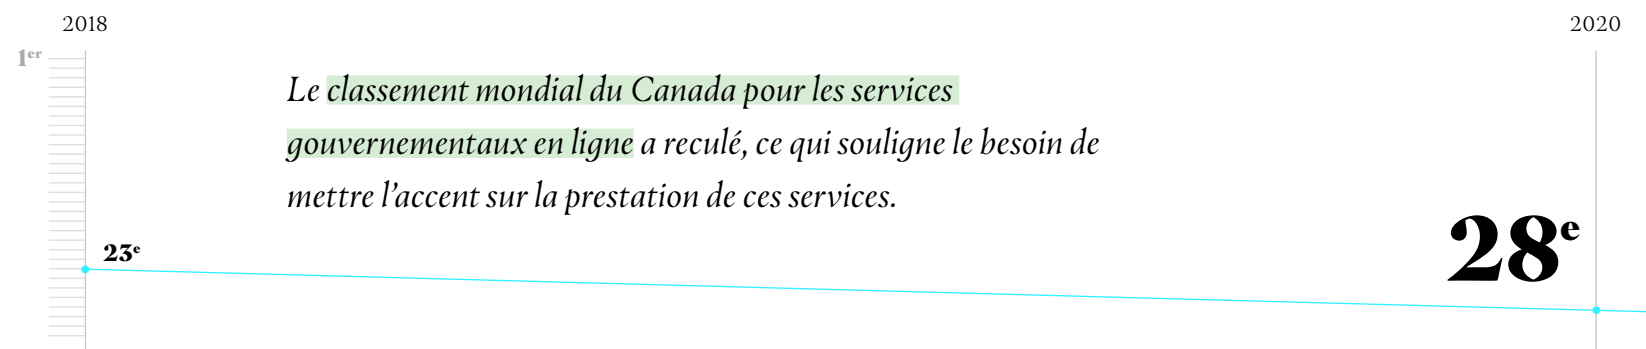 2018 2020
1er
Le classement mondial du Canada pour les services
gouvernementaux en ligne a reculé, ce qui souligne le besoin de
mettre l’accent sur la prestation de ces services.
28e
23e